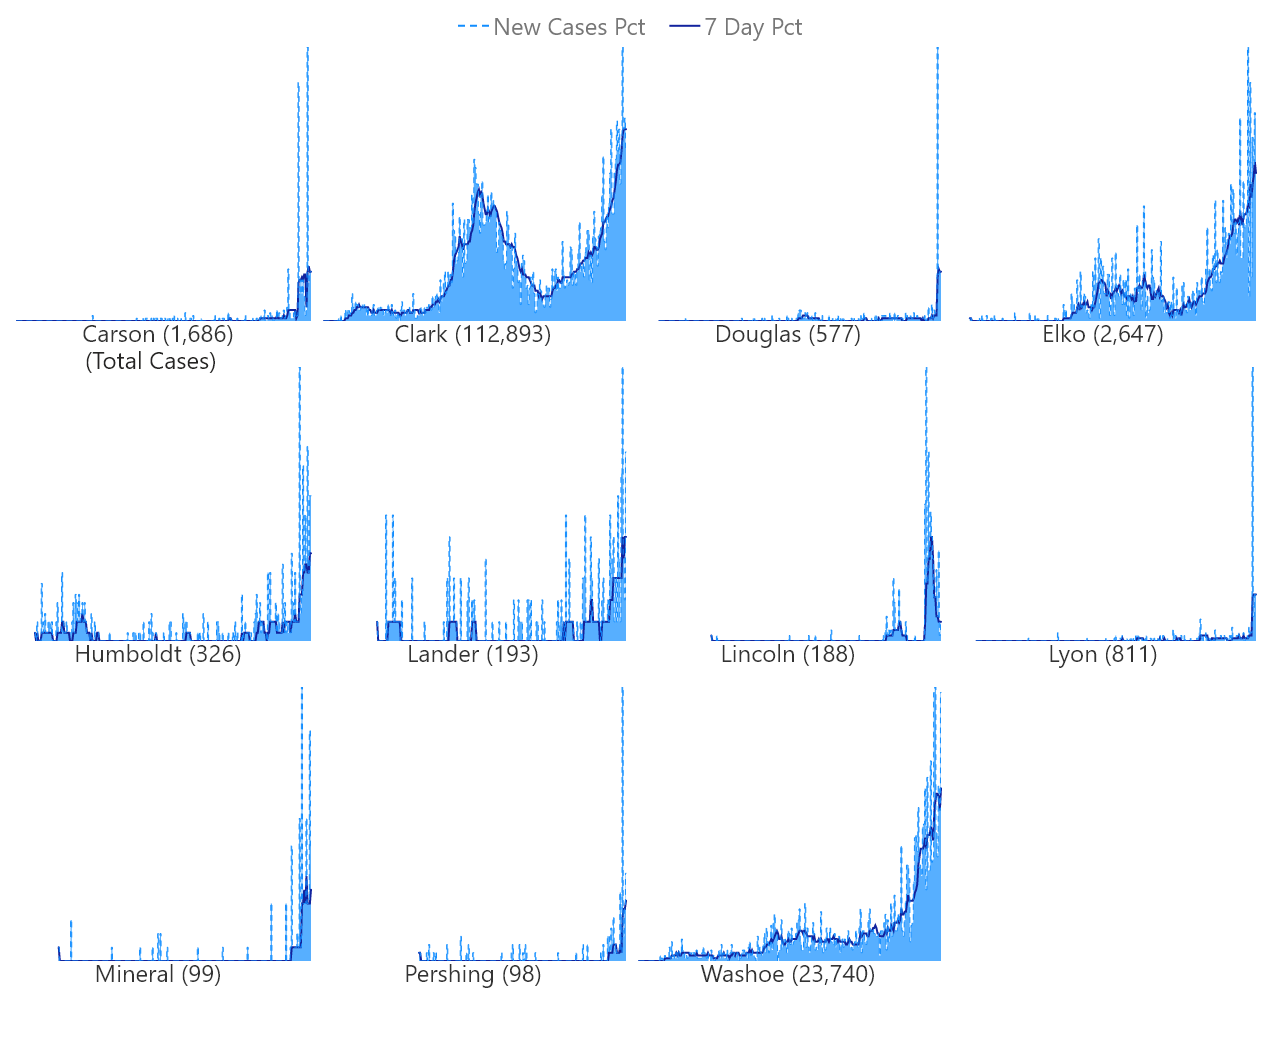 New Cases Pct 7 Day Pct
Carson (1,686)
(Total Cases)
Clark (112,893)
Douglas (577)
Elko (2,647)
Humboldt (326)
Lander (193)
Lincoln (188)
Lyon (811)
Mineral (99)
Pershing (98)
Washoe (23,740)